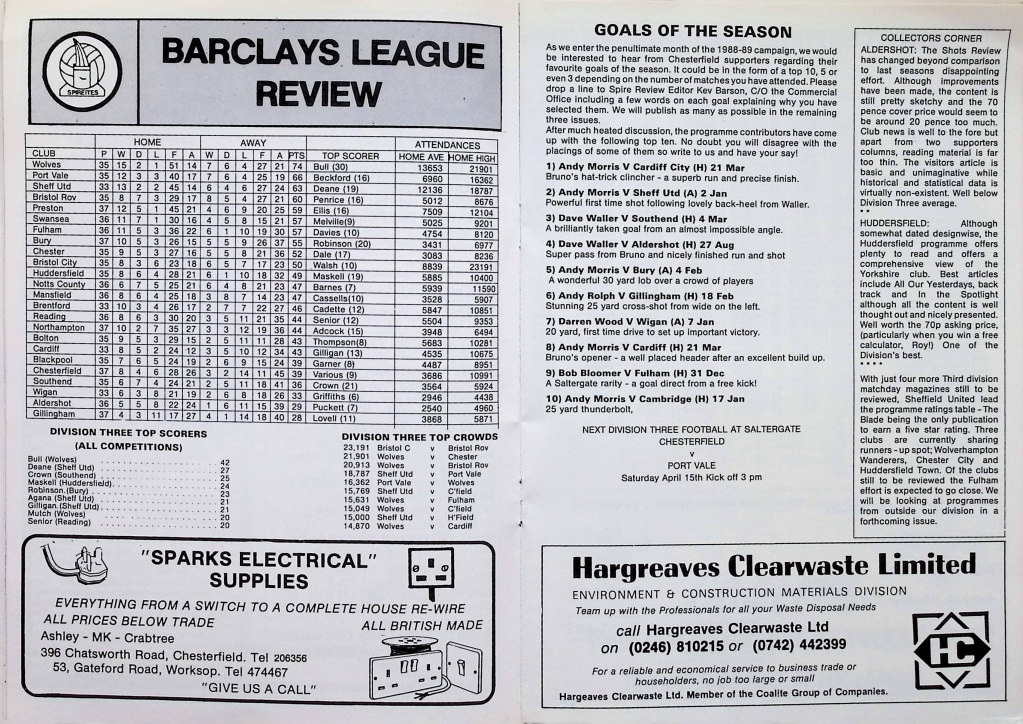 SPIREITES
BARCLAYS LEAGUE
REVIEW
HOME AWAY ATTENDANCES
CLUB P W D L F A W D L F A PTS TOP SCORER HOME AVE HOME HIGH
Wolves 35 15 2 1 51 14 7 6 4 27 21 74 Bull (30) 13653 21901
Port Vale 35 12 3 3 40 17 7 6 4 25 19 66 Beckford (16) 6960 16362
Sheff Utd 33 13 2 2 45 14 6 4 6 27 24 63 Deane (19) 12136 18787
Bristol Rov 35 8 7 3 29 17 8 5 4 27 21 60 Penrice (16) 5012 8676
Preston 37 12 5 1 45 21 4 6 9 20 25 59 Ellis (16) 7509 12104
Swansea 36 11 7 1 30 16 4 5 8 15 21 57 Melville(9) 5025 9201
Fulham 36 11 5 3 36 22 6 1 10 19 30 57 Davies (10) 4754 8120
Bury 37 10 5 3 26 15 5 5 9 26 37 55 Robinson (20) 3431 6977
Chester 35 9 5 3 27 16 5 5 8 21 36 52 Dale (17) 3083 8236
Bristol City 35 8 3 6 23 18 6 5 7 17 23 50 Walsh (10) 8839 23191
Huddersfield 35 8 6 4 28 21 6 1 10 18 32 49 Maskell (19) 5885 10400
Notts County 36 6 7 5 25 21 6 4 8 21 23 47 Barnes (7) 5939 11590
Mansfield 36 8 6 4 25 18 3 8 7 14 23 47 Cassells(10) 3528 5907
Brentford 33 10 3 4 26 17 2 7 7 22 27 46 Cadette (12) 5847 10851
Reading 36 8 6 3 30 20 3 5 11 21 35 44 Senior (12) 5504 9353
Northampton 37 10 2 7 35 27 3 3 12 19 36 44 Adcock (15) 3948 6494
Bolton 35 9 5 3 29 15 2 5 11 11 28 43 Thompson(8) 5683 10281
Cardiff 33 8 5 2 24 12 3 5 10 12 34 43 Gilligan (13) 4535 10675
Blackpool 35 7 6 5 24 19 2 6 9 15 24 39 Garner (8) 4487 8951
Chesterfield 37 8 4 6 28 26 3 2 14 11 45 39 Various (9) 3686 10991
Southend 35 6 7 4 24 21 2 5 11 18 41 36 Crown (21) 3564 5924
Wigan 33 6 3 8 21 19 2 6 8 18 26 33 Griffiths (6) 2946 4438
Aldershot 36 5 5 8 22 24 1 6 11 15 39 29 Puckett (7) 2540 4960
Gillingham 37 4 3 11 17 27 4 1 14 18 40 28 Lovell (11) 3868 5871
DIVISION THREE TOP SCORERS
(ALL COMPETITIONS)
Bull (Wolves) 42
Deane (Sheff Utd) 27
Crown (Southend) 25
Maskell (Huddersfield) 24
Robinson.(Bury) 23
Agana (Sheff Utd) 21
Gilligan.(Sheff Utd) 21
Mutch (Wolves) 20
Senior (Reading) 20
DIVISION THREE TOP CROWDS
23,191 Bristol C v Bristol Rov
21,901 Wolves v Chester
20,913 Wolves v Bristol Rov
18,787 Sheff Utd v Port Vale
16,362 Port Vale v Wolves
15,769 Sheff Utd v C'field
15,631 Wolves v Fulham
15,049 Wolves v C'field
15,000 Sheff Utd v H'Field
14,870 Wolves v Cardiff
"SPARKS ELECTRICAL"
SUPPLIES
EVERYTHING FROM A SWITCH TO A COMPLETE HOUSE RE-WIRE
ALL PRICES BELOW TRADE ALL BRITISH MADE
Ashley - MK - Crabtree
396 Chatsworth Road, Chesterfield. Tel 206356
53, Gateford Road, Worksop. Tel 474467
"GIVE US A CALL"
GOALS OF THE SEASON
As we enter the penultimate month of the 1988-89 campaign, we would
be interested to hear from Chesterfield supporters regarding their
favourite goals of the season. It could be in the form of a top 10, 5 or
even 3 depending on the number of matches you have attended. Please
drop a line to Spire Review Editor Kev Barson, C/O the Commercial
Office including a few words on each goal explaining why you have
selected them. We will publish as many as possible in the remaining
three issues.
After much heated discussion, the programme contributors have come
up with the following top ten. No doubt you will disagree with the
placings of some of them so write to us and have your say!
1) Andy Morris V Cardiff City (H) 21 Mar
Bruno's hat-trick clincher - a superb run and precise finish.
2) Andy Morris V Sheff Utd (A) 2 Jan
Powerful first time shot following lovely back-heel from Waller.
3) Dave Waller V Southend (H) 4 Mar
A brilliantly taken goal from an almost impossible angle.
4) Dave Waller V Aldershot (H) 27 Aug
Super pass from Bruno and nicely finished run and shot
5) Andy Morris V Bury (A) 4 Feb
A wonderful 30 yard lob over a crowd of players
6) Andy Rolph V Gillingham (H) 18 Feb
Stunning 25 yard cross-shot from wide on the left.
7) Darren Wood V Wigan (A) 7 Jan
20 yard, first time drive to set up important victory.
8) Andy Morris V Cardiff (H) 21 Mar
Bruno's opener - a well placed header after an excellent build up.
9) Bob Bloomer V Fulham (H) 31 Dec
A Saltergate rarity - a goal direct from a free kick!
10) Andy Morris V Cambridge (H) 17 Jan
25 yard thunderbolt,
NEXT DIVISION THREE FOOTBALL AT SALTERGATE
CHESTERFIELD
v
PORT VALE
Saturday April 15th Kick off 3 pm
COLLECTORS CORNER
ALDERSHOT: The Shots Review
has changed beyond comparison
to last seasons disappointing
effort. Although improvements
have been made, the content is
still pretty sketchy and the 70
pence cover price would seem to
be around 20 pence too much.
Club news is well to the fore but
apart from two supporters
columns, reading material is far
too thin. The visitors article is
basic and unimaginative while
historical and statistical data is
virtually non-existent. Well below
Division Three average.
* *
HUDDERSFIELD: Although
somewhat dated designwise, the
Huddersfield programme offers
plenty to read and offers a
comprehensive view of the
Yorkshire club. Best articles
include All Our Yesterdays, back
track and In the Spotlight
although all the content is well
thought out and nicely presented.
Well worth the 70p asking price,
(particularly when you win a free
calculator, Roy!) One of the
Division's best.
* * * *
With just four more Third division
matchday magazines still to be
reviewed, Sheffield United lead
the programme ratings table - The
Blade being the only publication
to earn a five star rating. Three
clubs are currently sharing
runners - up spot; Wolverhampton
Wanderers, Chester City and
Huddersfield Town. Of the clubs
still to be reviewed the Fulham
effort is expected to go close. We
will be looking at programmes
from outside our division in a
forthcoming issue.
Hargreaves Clearwaste Limited
ENVIRONMENT & CONSTRUCTION MATERIALS DIVISION
Team up with the Professionals for all your Waste Disposal Needs
call Hargreaves Clearwaste Ltd
on (0246) 810215 or (0742) 442399
HC
For a reliable and economical service to business trade or
householders, no job too large or small
Hargeaves Clearwaste Ltd. Member of the Coalite Group of Companies.